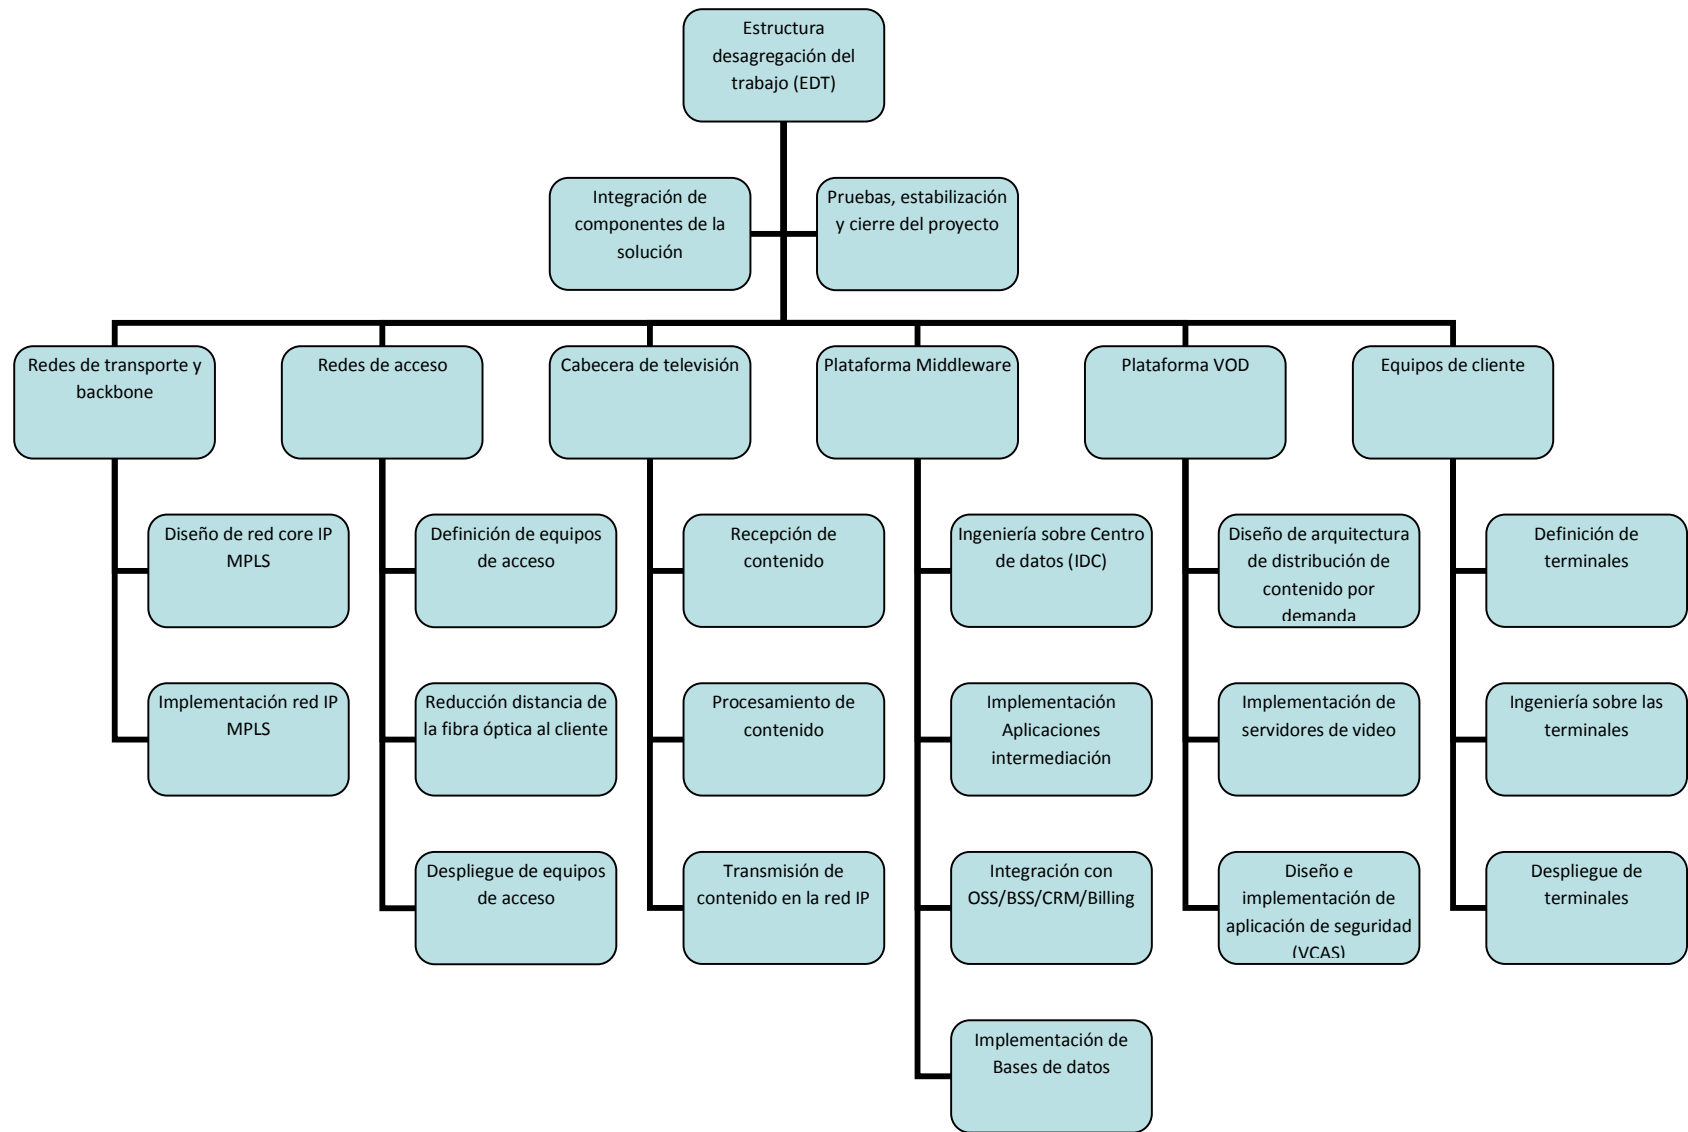 Estructura
desagregación del
trabajo (EDT)
Integración de
componentes de la
solución
Pruebas, estabilización
y cierre del proyecto
Redes de transporte y
backbone
Redes de acceso
Cabecera de televisión
Plataforma Middleware
Plataforma VOD
Equipos de cliente
Diseño de red core IP
MPLS
Definición de equipos
de acceso
Recepción de
contenido
Ingeniería sobre Centro
de datos (IDC)
Diseño de arquitectura
de distribución de
contenido por
demanda
Definición de
terminales
Implementación red IP
MPLS
Reducción distancia de
la fibra óptica al cliente
Procesamiento de
contenido
Implementación
Aplicaciones
intermediación
Implementación de
servidores de video
Ingeniería sobre las
terminales
Despliegue de equipos
de acceso
Transmisión de
contenido en la red IP
Integración con
OSS/BSS/CRM/Billing
Diseño e
implementación de
aplicación de seguridad
(VCAS)
Despliegue de
terminales
Implementación de
Bases de datos